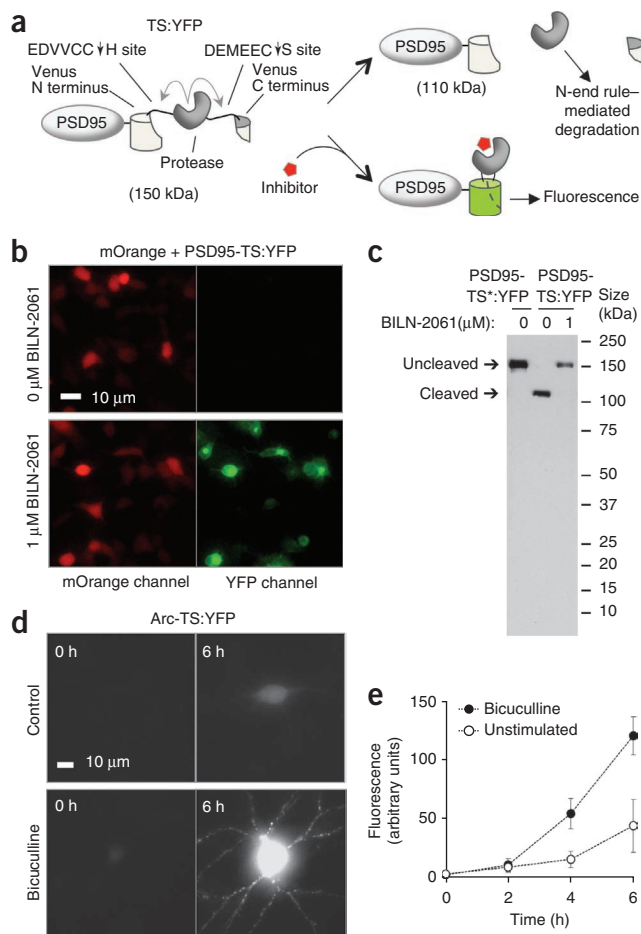 a
TS:YFP
EDVVCC H site
DEMEEC S site
Venus
N terminus
Venus
C terminus
PSD95
Protease
(150 kDa)
Inhibitor
PSD95
(110 kDa)
N-end rule–
mediated
degradation
PSD95
Fluorescence
b
mOrange + PSD95-TS:YFP
0 μM BILN-2061
10 μm
1 μM BILN-2061
mOrange channel
YFP channel
c
PSD95-
TS*:YFP
PSD95-
TS:YFP
Size
(kDa)
BILN-2061(μM): 0 0 1
Uncleaved →
Cleaved →
250
150
100
75
50
37
25
20
15
10
d
Arc-TS:YFP
Control
0 h
6 h
10 μm
Bicuculline
0 h
6 h
e
Bicuculline
Unstimulated
Fluorescence
(arbitrary units)
150
100
50
0
0 2 4 6
Time (h)